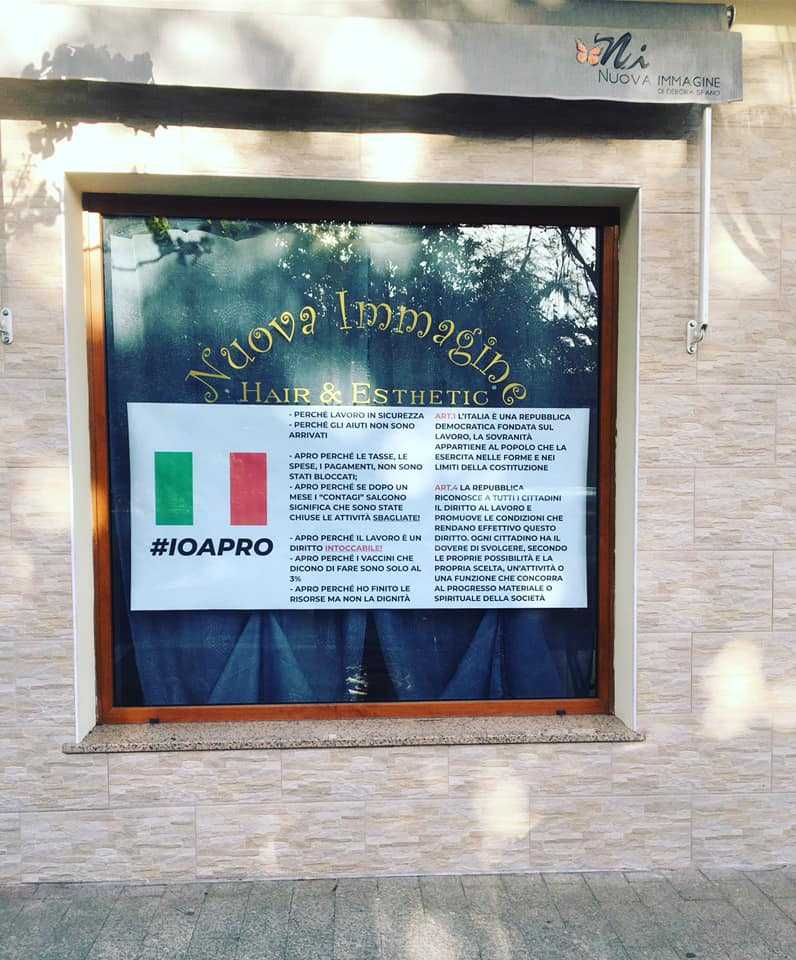 Ni
NUOVA IMMAGINE
DI DEBORA SPANO
Nuova Immagine
HAIR & ESTHETIC
#IOAPRO
- PERCHÉ LAVORO IN SICUREZZA
- PERCHÉ GLI AIUTI NON SONO
ARRIVATI
- APRO PERCHÉ LE TASSE, LE
SPESE, I PAGAMENTI, NON SONO
STATI BLOCCATI;
- APRO PERCHÉ SE DOPO UN
MESE I “CONTAGI” SALGONO
SIGNIFICA CHE SONO STATE
CHIUSE LE ATTIVITÀ SBAGLIATE!
- APRO PERCHÉ IL LAVORO È UN
DIRITTO INTOCCABILE!
- APRO PERCHÉ I VACCINI CHE
DICONO DI FARE SONO SOLO AL
3%
- APRO PERCHÉ HO FINITO LE
RISORSE MA NON LA DIGNITÀ
ART.1 L'ITALIA È UNA REPUBBLICA
DEMOCRATICA FONDATA SUL
LAVORO, LA SOVRANITÀ
APPARTIENE AL POPOLO CHE LA
ESERCITA NELLE FORME E NEI
LIMITI DELLA COSTITUZIONE
ART.4 LA REPUBBLICA
RICONOSCE A TUTTI I CITTADINI
IL DIRITTO AL LAVORO E
PROMUOVE LE CONDIZIONI CHE
RENDANO EFFETTIVO QUESTO
DIRITTO. OGNI CITTADINO HA IL
DOVERE DI SVOLGERE, SECONDO
LE PROPRIE POSSIBILITÀ E LA
PROPRIA SCELTA, UN'ATTIVITÀ O
UNA FUNZIONE CHE CONCORRA
AL PROGRESSO MATERIALE O
SPIRITUALE DELLA SOCIETÀ